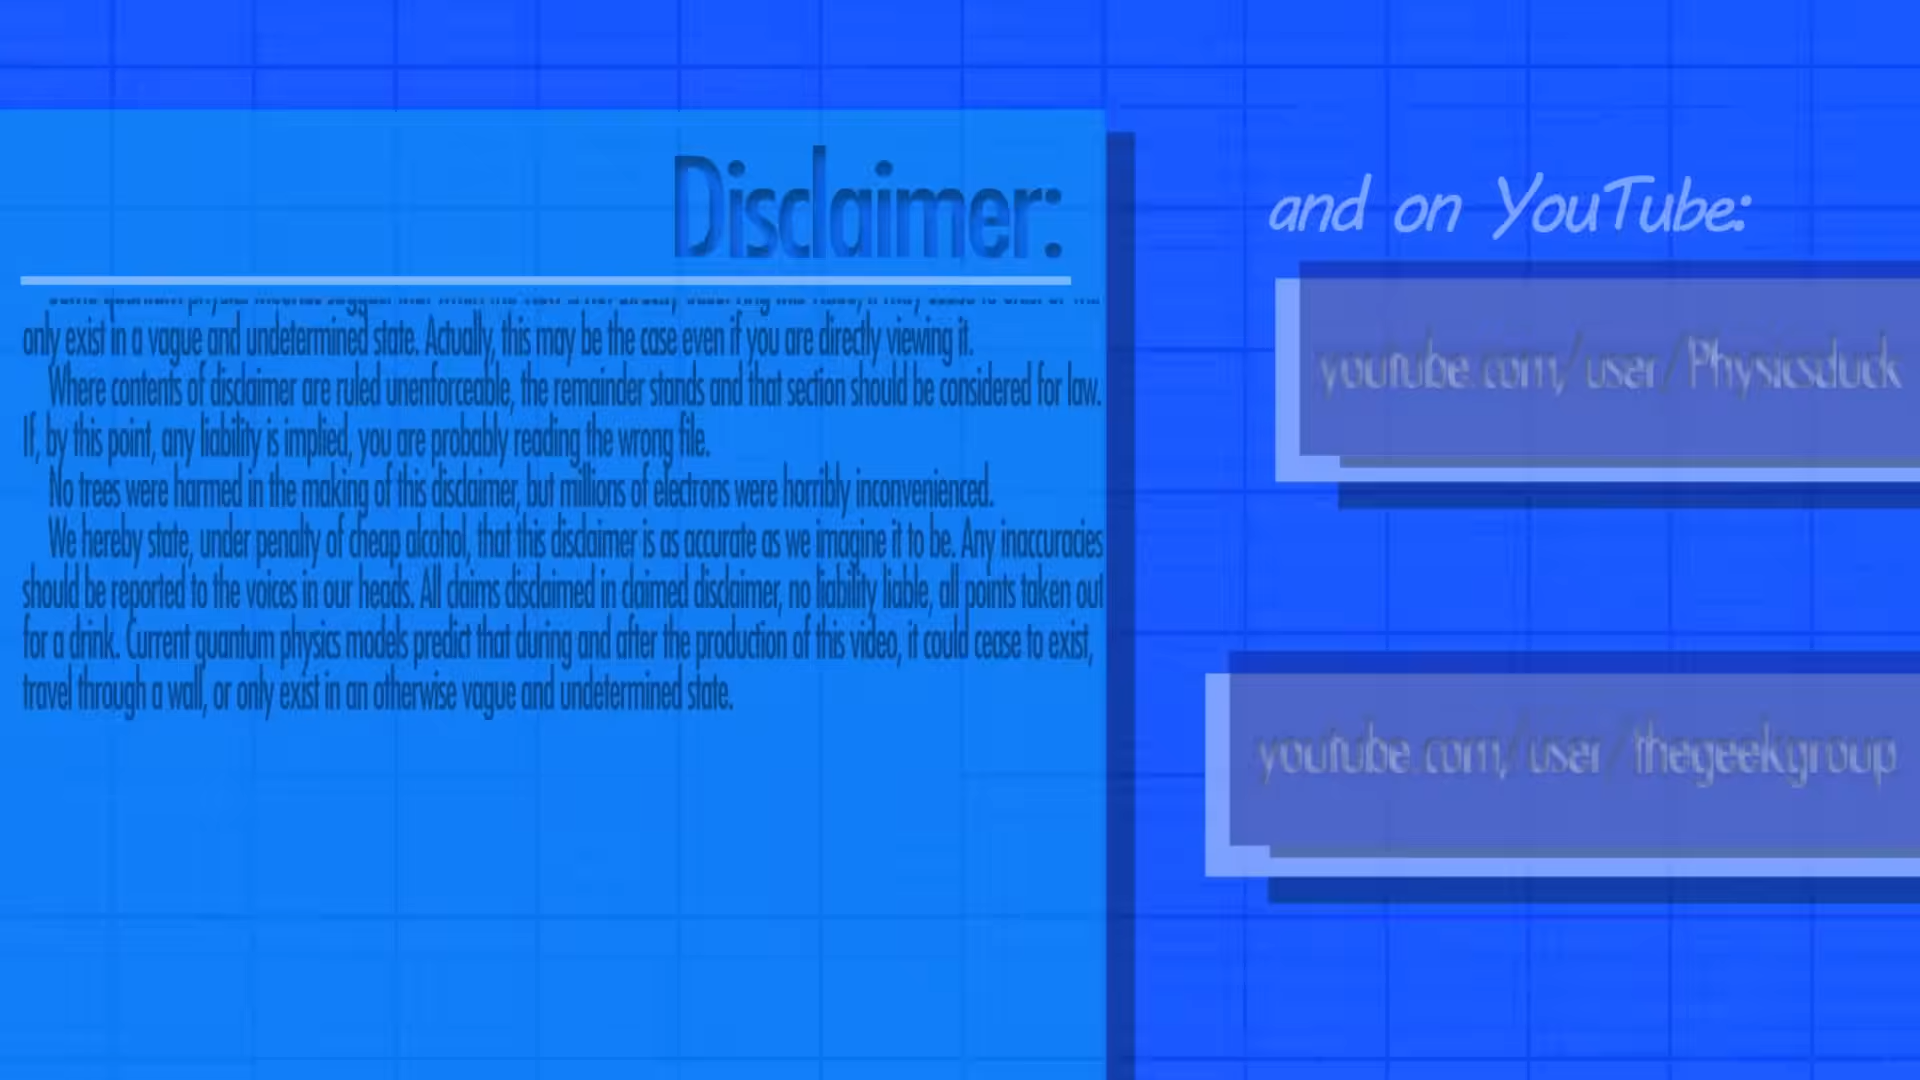 Disclaimer:
only exist in a vague and undetermined state. Actually, this may be the case even if you are directly viewing it.
Where contents of disclaimer are ruled unenforceable, the remainder stands and that section should be considered for law.
If, by this point, any liability is implied, you are probably reading the wrong file.
No trees were harmed in the making of this disclaimer, but millions of electrons were horribly inconvenienced.
We hereby state, under penalty of cheap alcohol, that this disclaimer is as accurate as we imagine it to be. Any inaccuracies
should be reported to the voices in our heads. All claims disclaimed in claimed disclaimer, no liability liable, all points taken out
for a drink. Current quantum physics models predict that during and after the production of this video, it could cease to exist,
travel through a wall, or only exist in an otherwise vague and undetermined state.
and on YouTube:
youtube.com/user/Physicsduck
youtube.com/user/thegeekgroup